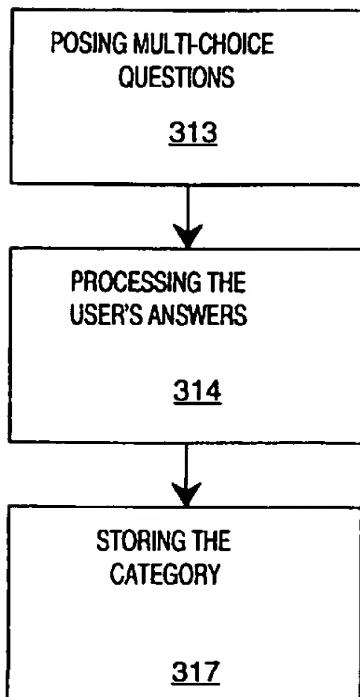 POSING MULTI-CHOICE
QUESTIONS
313
PROCESSING THE
USER'S ANSWERS
314
STORING THE
CATEGORY
317